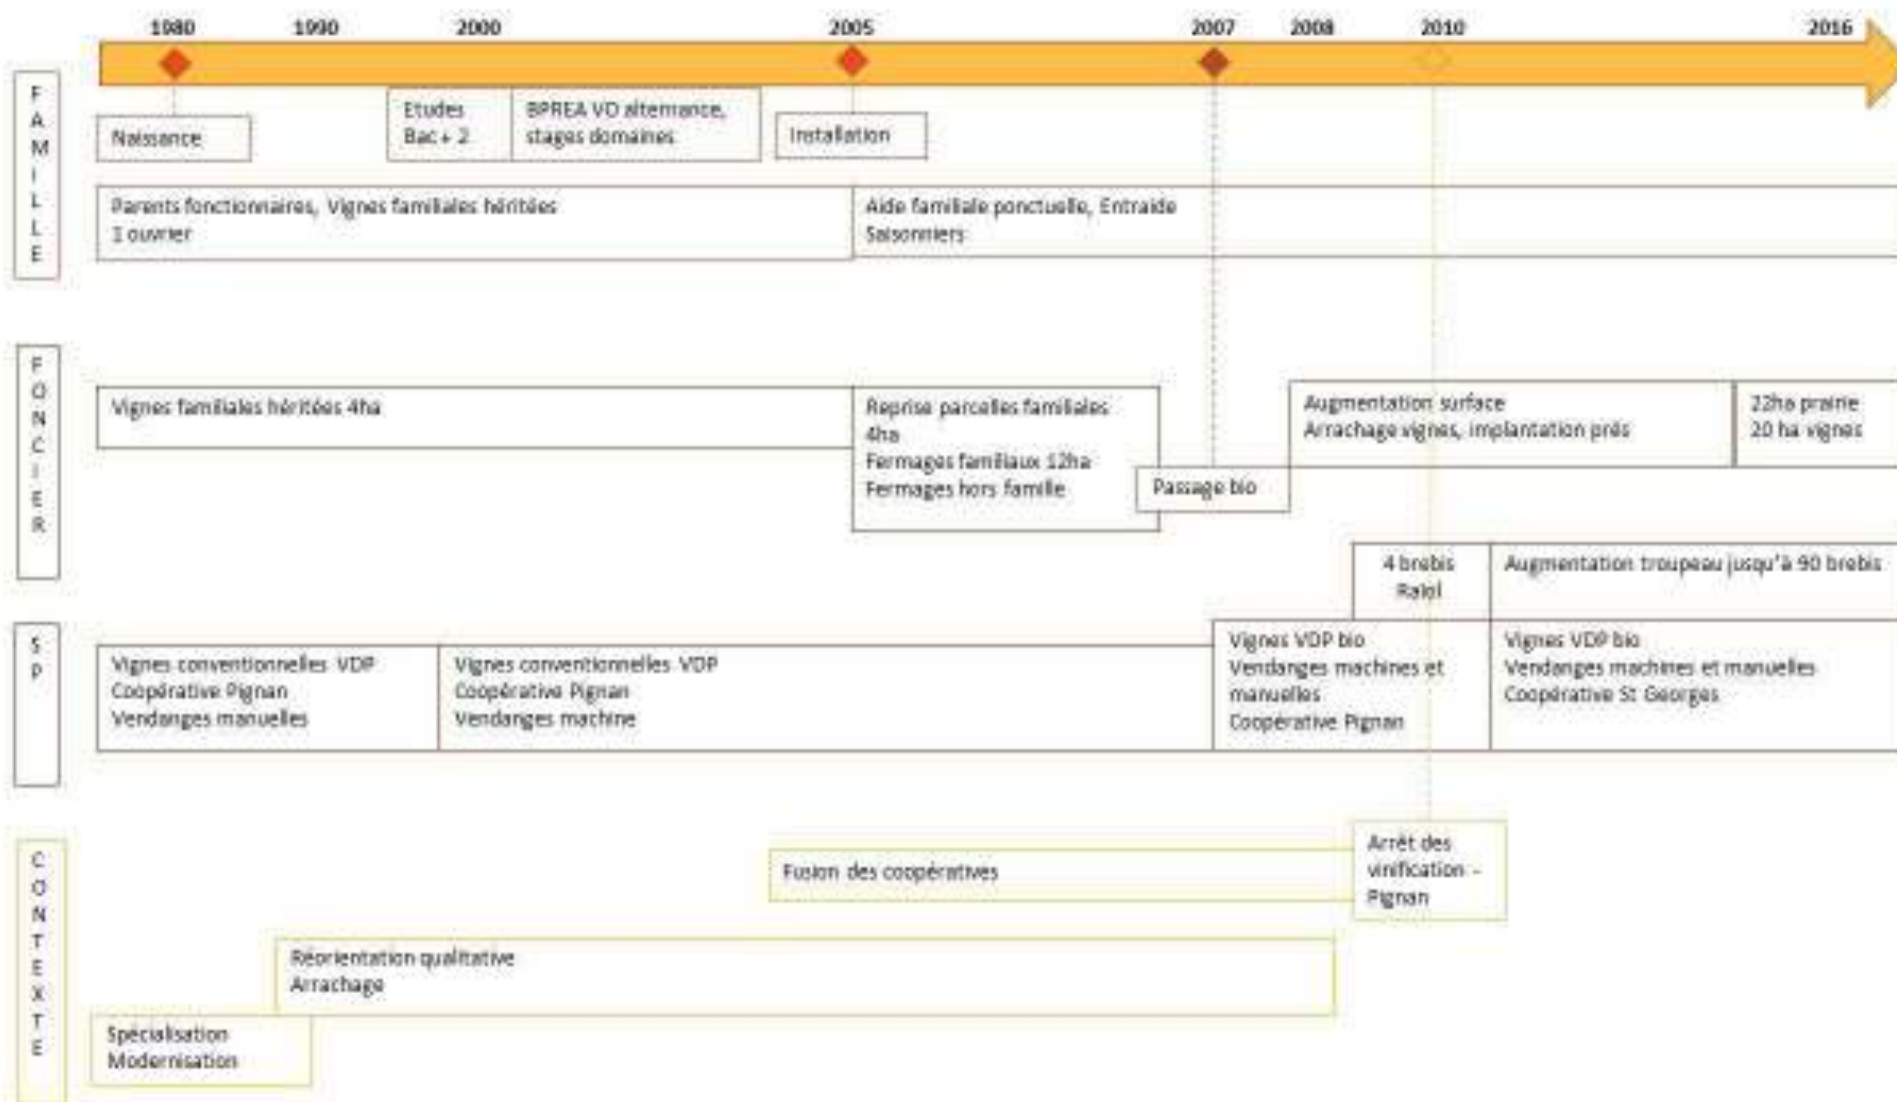 1980 1990 2000 2005 2007 2008 2010 2016
FAMILLE
Naissance
Etudes
Bac + 2
BPREA VO alternance,
stages domaines
Installation
Parents fonctionnaires, Vignes familiales héritées
1 ouvrier
Aide familiale ponctuelle, Entraide
Saisonniers
FONCIER
Vignes familiales héritées 4ha
Reprise parcelles familiales
4ha
Fermages familiaux 12ha
Fermages hors famille
Passage bio
Augmentation surface
Arrachage vignes, implantation prés
22ha prairie
20 ha vignes
4 brebis
Raïol
Augmentation troupeau jusqu'à 90 brebis
SP
Vignes conventionnelles VDP
Coopérative Pignan
Vendanges manuelles
Vignes conventionnelles VDP
Coopérative Pignan
Vendanges machine
Vignes VDP bio
Vendanges machines et
manuelles
Coopérative Pignan
Vignes VDP bio
Vendanges machines et manuelles
Coopérative St Georges
CONTEXTE
Fusion des coopératives
Arrêt des
vinification -
Pignan
Réorientation qualitative
Arrachage
Spécialisation
Modernisation